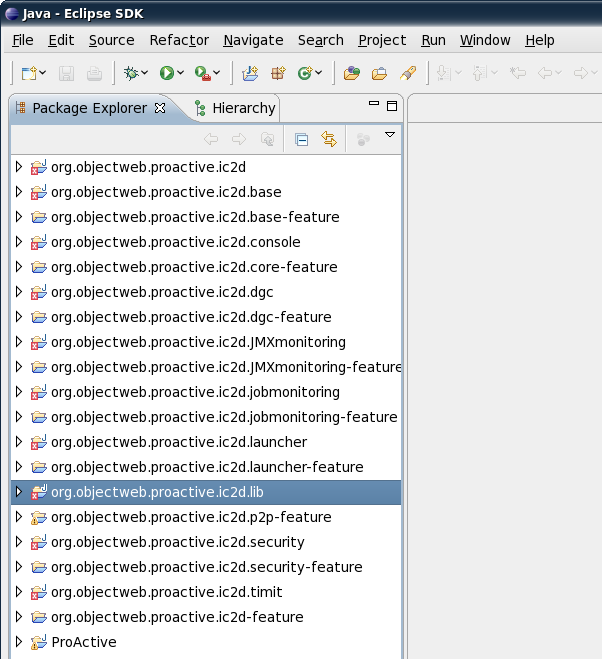 Java - Eclipse SDK
File Edit Source Refactor Navigate Search Project Run Window Help
Package Explorer Hierarchy
org.objectweb.proactive.ic2d
org.objectweb.proactive.ic2d.base
org.objectweb.proactive.ic2d.base-feature
org.objectweb.proactive.ic2d.console
org.objectweb.proactive.ic2d.core-feature
org.objectweb.proactive.ic2d.dgc
org.objectweb.proactive.ic2d.dgc-feature
org.objectweb.proactive.ic2d.JMXmonitoring
org.objectweb.proactive.ic2d.JMXmonitoring-feature
org.objectweb.proactive.ic2d.jobmonitoring
org.objectweb.proactive.ic2d.jobmonitoring-feature
org.objectweb.proactive.ic2d.launcher
org.objectweb.proactive.ic2d.launcher-feature
org.objectweb.proactive.ic2d.lib
org.objectweb.proactive.ic2d.p2p-feature
org.objectweb.proactive.ic2d.security
org.objectweb.proactive.ic2d.security-feature
org.objectweb.proactive.ic2d.timit
org.objectweb.proactive.ic2d-feature
ProActive